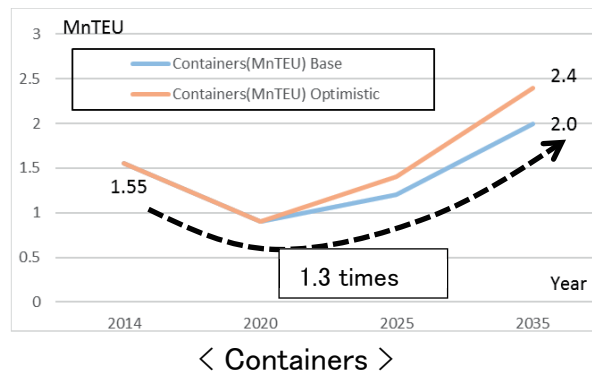 MnTEU
3
Containers(MnTEU) Base
2.5
Containers(MnTEU) Optimistic
2.4
2
2.0
1.5
1.55
1
0.5
1.3 times
Year
0
2014 2020 2025 2035
< Containers >